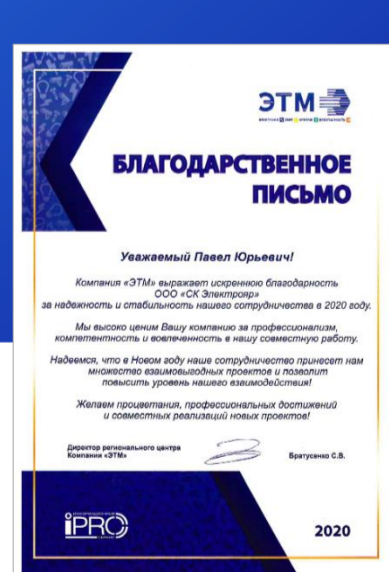 ЭТМ
БЛАГОДАРСТВЕННОЕ
ПИСЬМО
Уважаемый Павел Юрьевич!
Компания «ЭТМ» выражает искреннюю благодарность
ООО «СК Электрояр»
за надежность и стабильность нашего сотрудничества в 2020 году.
Мы высоко ценим Вашу компанию за профессионализм,
компетентность и вовлеченность в нашу совместную работу.
Надеемся, что в Новом году наше сотрудничество принесет нам
множество взаимовыгодных проектов и позволит
повысить уровень нашего взаимодействия!
Желаем процветания, профессиональных достижений
и совместных реализаций новых проектов!
Директор регионального центра
Компании «ЭТМ»
Братусенко С.В.
iPRO
2020